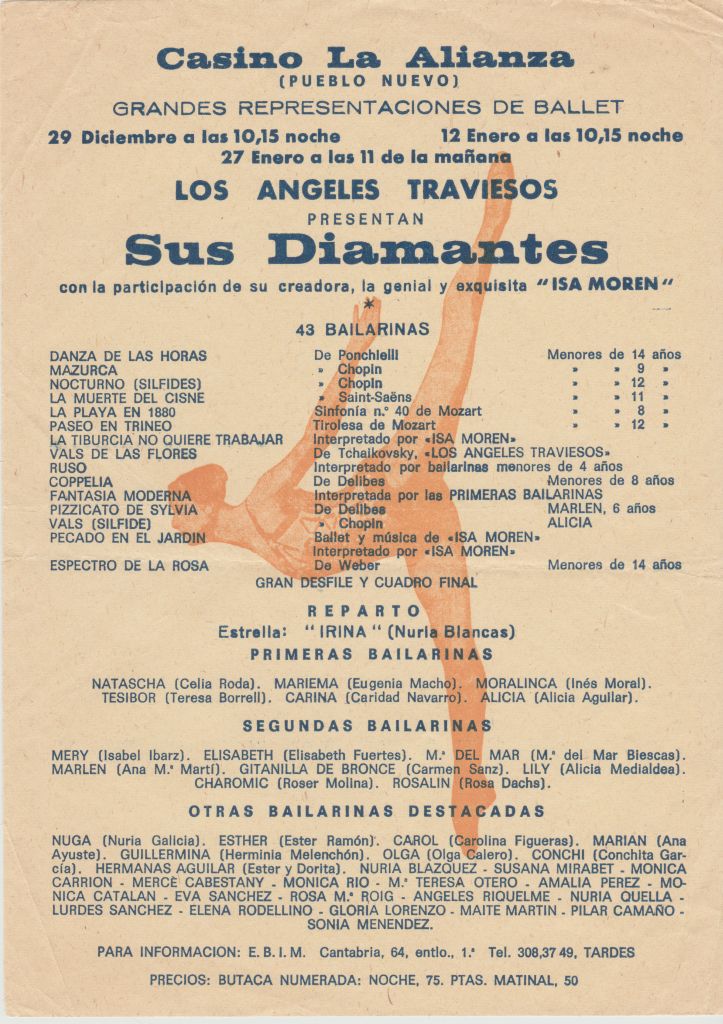 Casino La Alianza
(PUEBLO NUEVO)
GRANDES REPRESENTACIONES DE BALLET
29 Diciembre a las 10,15 noche 12 Enero a las 10,15 noche
27 Enero a las 11 de la mañana
LOS ANGELES TRAVIESOS
PRESENTAN
Sus Diamantes
con la participación de su creadora, la genial y exquisita "ISA MOREN"
*
43 BAILARINAS
DANZA DE LAS HORAS De Ponchielli Menores de 14 años
MAZURCA » Chopin » » 9 »
NOCTURNO (SILFIDES) » Chopin » » 12 »
LA MUERTE DEL CISNE » Saint-Saëns » » 11 »
LA PLAYA EN 1880 Sinfonía n.º 40 de Mozart » » 8 »
PASEO EN TRINEO Tirolesa de Mozart » » 12 »
LA TIBURCIA NO QUIERE TRABAJAR Interpretado por «ISA MOREN»
VALS DE LAS FLORES De Tchaikovsky, «LOS ANGELES TRAVIESOS»
RUSO Interpretado por bailarinas menores de 4 años
COPPELIA De Delibes Menores de 8 años
FANTASIA MODERNA Interpretada por las PRIMERAS BAILARINAS
PIZZICATO DE SYLVIA De Delibes MARLEN, 6 años
VALS (SILFIDE) » Chopin ALICIA
PECADO EN EL JARDIN Ballet y música de «ISA MOREN»
Interpretado por «ISA MOREN»
ESPECTRO DE LA ROSA De Weber Menores de 14 años
GRAN DESFILE Y CUADRO FINAL
REPARTO
Estrella: "IRINA" (Nuria Blancas)
PRIMERAS BAILARINAS
NATASCHA (Celia Roda). MARIEMA (Eugenia Macho). MORALINCA (Inés Moral).
TESIBOR (Teresa Borrell). CARINA (Caridad Navarro). ALICIA (Alicia Aguilar).
SEGUNDAS BAILARINAS
MERY (Isabel Ibarz). ELISABETH (Elisabeth Fuertes). M.ª DEL MAR (M.ª del Mar Biescas).
MARLEN (Ana M.ª Martí). GITANILLA DE BRONCE (Carmen Sanz). LILY (Alicia Medialdea).
CHAROMIC (Roser Molina). ROSALIN (Rosa Dachs).
OTRAS BAILARINAS DESTACADAS
NUGA (Nuria Galicia). ESTHER (Ester Ramón). CAROL (Carolina Figueras). MARIAN (Ana
Ayuste). GUILLERMINA (Herminia Melenchón). OLGA (Olga Calero). CONCHI (Conchita Gar-
cía). HERMANAS AGUILAR (Ester y Dorita). NURIA BLAZQUEZ - SUSANA MIRABET - MONICA
CARRION - MERCÈ CABESTANY - MONICA RIO - M.ª TERESA OTERO - AMALIA PEREZ - MO-
NICA CATALAN - EVA SANCHEZ - ROSA M.ª ROIG - ANGELES RIQUELME - NURIA QUELLA -
LURDES SANCHEZ - ELENA RODELLINO - GLORIA LORENZO - MAITE MARTIN - PILAR CAMAÑO -
SONIA MENENDEZ.
PARA INFORMACION: E.B.I.M. Cantabria, 64, entlo., 1.ª Tel. 308,37 49, TARDES
PRECIOS: BUTACA NUMERADA: NOCHE, 75. PTAS. MATINAL, 50